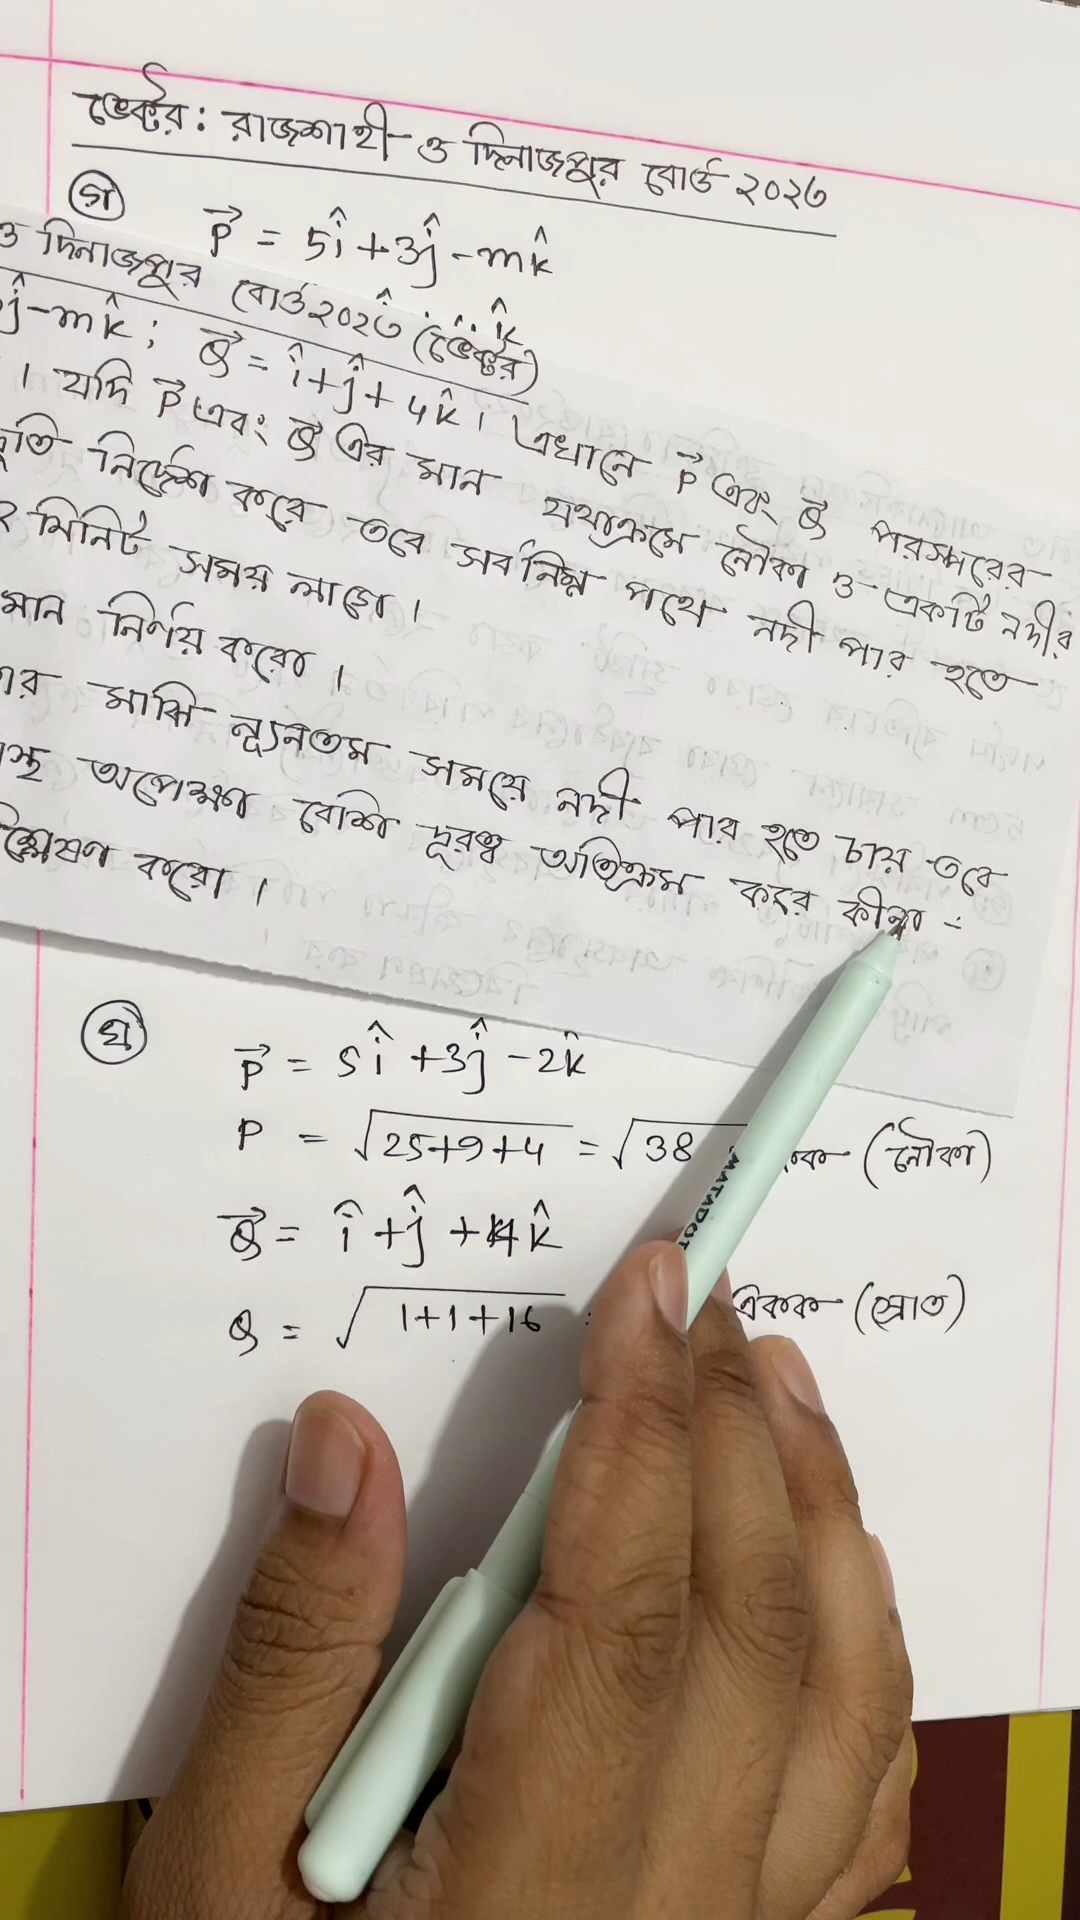 ভেক্টর: রাজশাহী ও দিনাজপুর বোর্ড ২০২৩
গ P⃗ = 5î + 3ĵ - mk̂
ও দিনাজপুর বোর্ড ২০২৩ (ভেক্টর)
ĵ - mk̂; Q⃗ = î + ĵ + 4k̂। এখানে P⃗ এবং Q⃗ পরস্পরের
। যদি P⃗ এবং Q⃗ এর মান যথাক্রমে নৌকা ও একটি নদীর
নির্দেশ করে তবে সর্বনিম্ন পথে নদী পার হতে
২ মিনিট সময় লাগে।
মান নির্ণয় করো।
মাঝি ন্যূনতম সময়ে নদী পার হতে চায় তবে
অপেক্ষা বেশি দূরত্ব অতিক্রম করবে কীনা -
বিশ্লেষণ করো।
ঘ P⃗ = 5î + 3ĵ - 2k̂
P = √25+9+4 = √38 একক (নৌকা)
Q⃗ = î + ĵ + 4k̂
Q = √1+1+16 = একক (স্রোত)
MATADOR